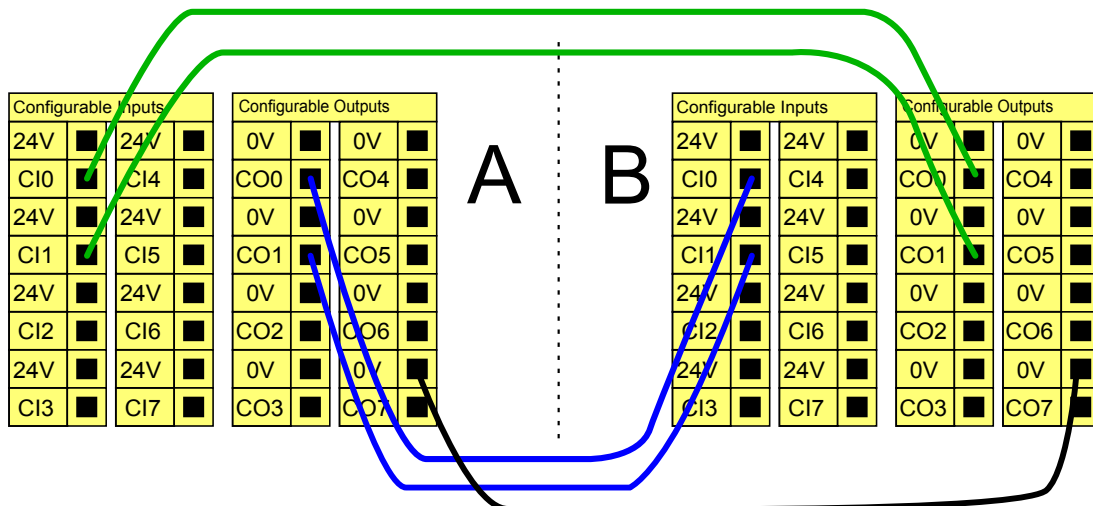 Configurable Inputs
24V 24V
CI0 CI4
24V 24V
CI1 CI5
24V 24V
CI2 CI6
24V 24V
CI3 CI7
Configurable Outputs
0V 0V
CO0 CO4
0V 0V
CO1 CO5
0V 0V
CO2 CO6
0V 0V
CO3 CO7
A
B
Configurable Inputs
24V 24V
CI0 CI4
24V 24V
CI1 CI5
24V 24V
CI2 CI6
24V 24V
CI3 CI7
Configurable Outputs
0V 0V
CO0 CO4
0V 0V
CO1 CO5
0V 0V
CO2 CO6
0V 0V
CO3 CO7